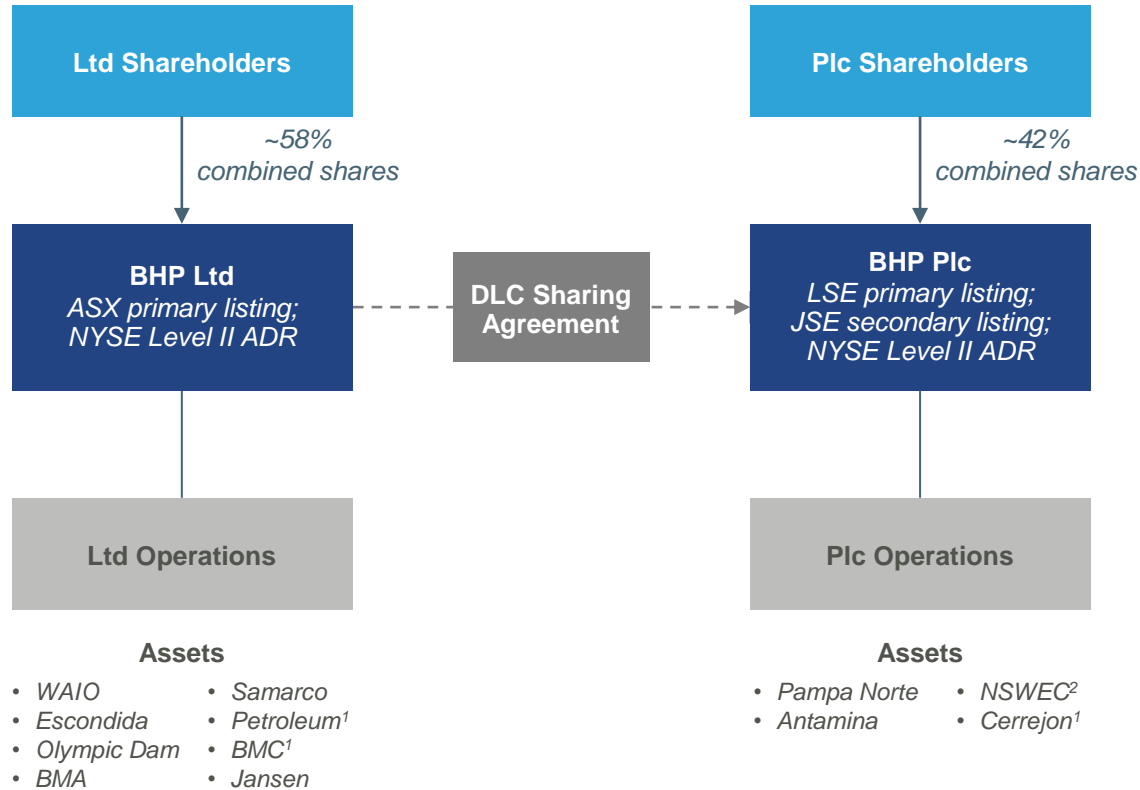 Ltd Shareholders
Plc Shareholders
~58%
combined shares
~42%
combined shares
BHP Ltd
ASX primary listing;
NYSE Level II ADR
DLC Sharing
Agreement
BHP Plc
LSE primary listing;
JSE secondary listing;
NYSE Level II ADR
Ltd Operations
Plc Operations
Assets
• WAIO
• Escondida
• Olympic Dam
• BMA
• Samarco
• Petroleum¹
• BMC¹
• Jansen
Assets
• Pampa Norte
• Antamina
• NSWEC²
• Cerrejon¹